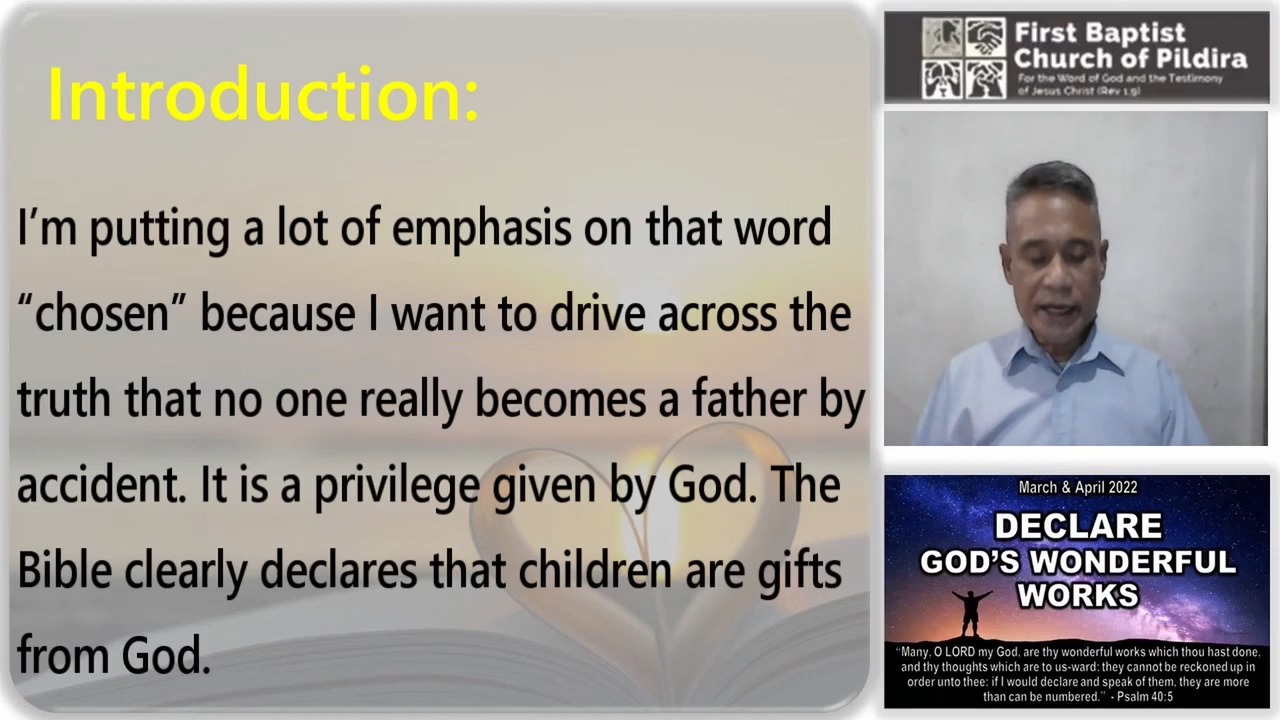 Introduction:
I’m putting a lot of emphasis on that word
“chosen” because I want to drive across the
truth that no one really becomes a father by
accident. It is a privilege given by God. The
Bible clearly declares that children are gifts
from God.
First Baptist
Church of Pildira
For the Word of God and the Testimony
of Jesus Christ (Rev 1:9)
March & April 2022
DECLARE
GOD’S WONDERFUL
WORKS
“Many, O LORD my God, are thy wonderful works which thou hast done,
and thy thoughts which are to us-ward: they cannot be reckoned up in
order unto thee: if I would declare and speak of them, they are more
than can be numbered.” - Psalm 40:5